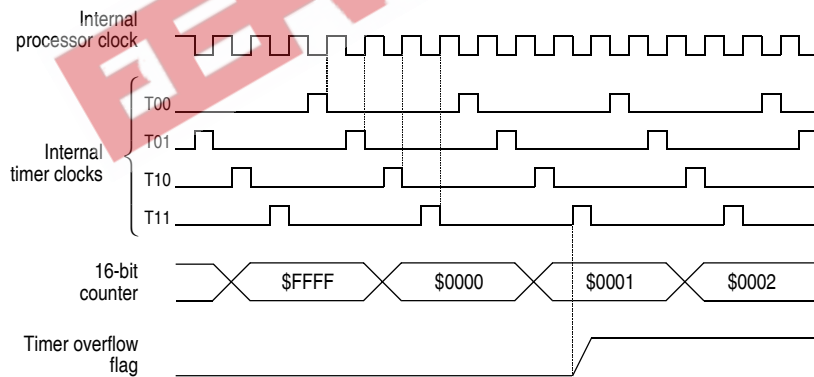 Internal
processor clock
T00
T01
Internal
timer clocks
T10
T11
16-bit
counter
$FFFF
$0000
$0001
$0002
Timer overflow
flag